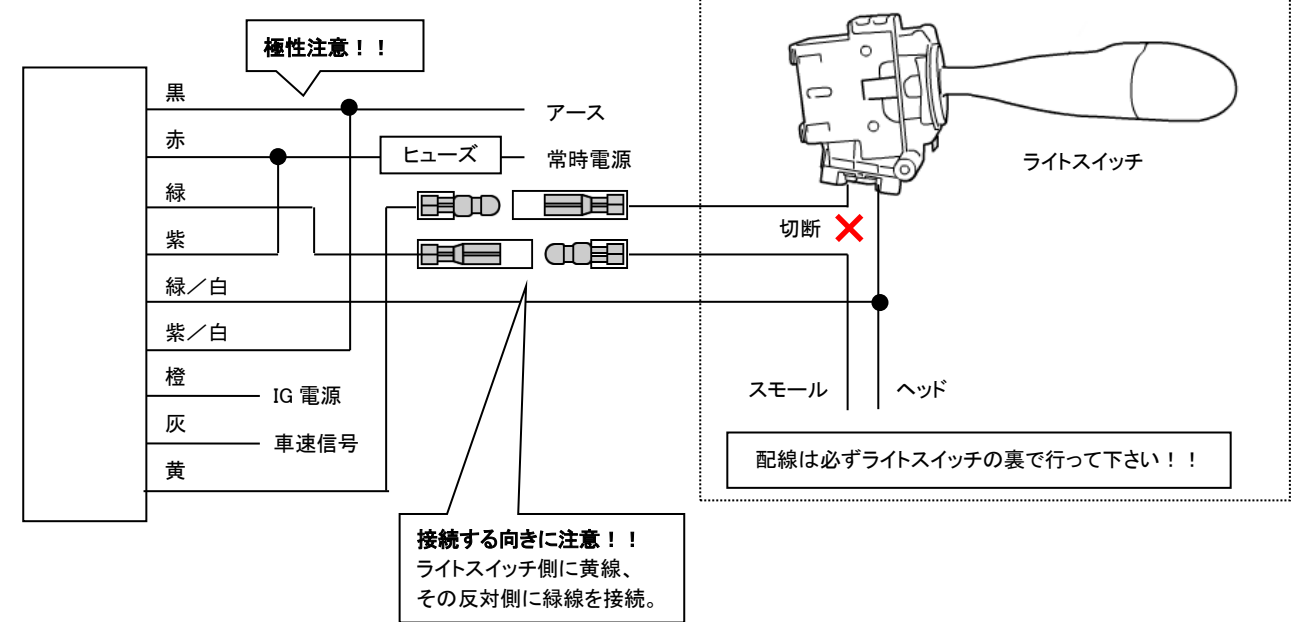 極性注意！！
黒
アース
赤
ヒューズ
常時電源
緑
紫
緑／白
紫／白
橙
IG 電源
灰
車速信号
黄
ライトスイッチ
切断
スモール
ヘッド
配線は必ずライトスイッチの裏で行って下さい！！
接続する向きに注意！！
ライトスイッチ側に黄線、
その反対側に緑線を接続。